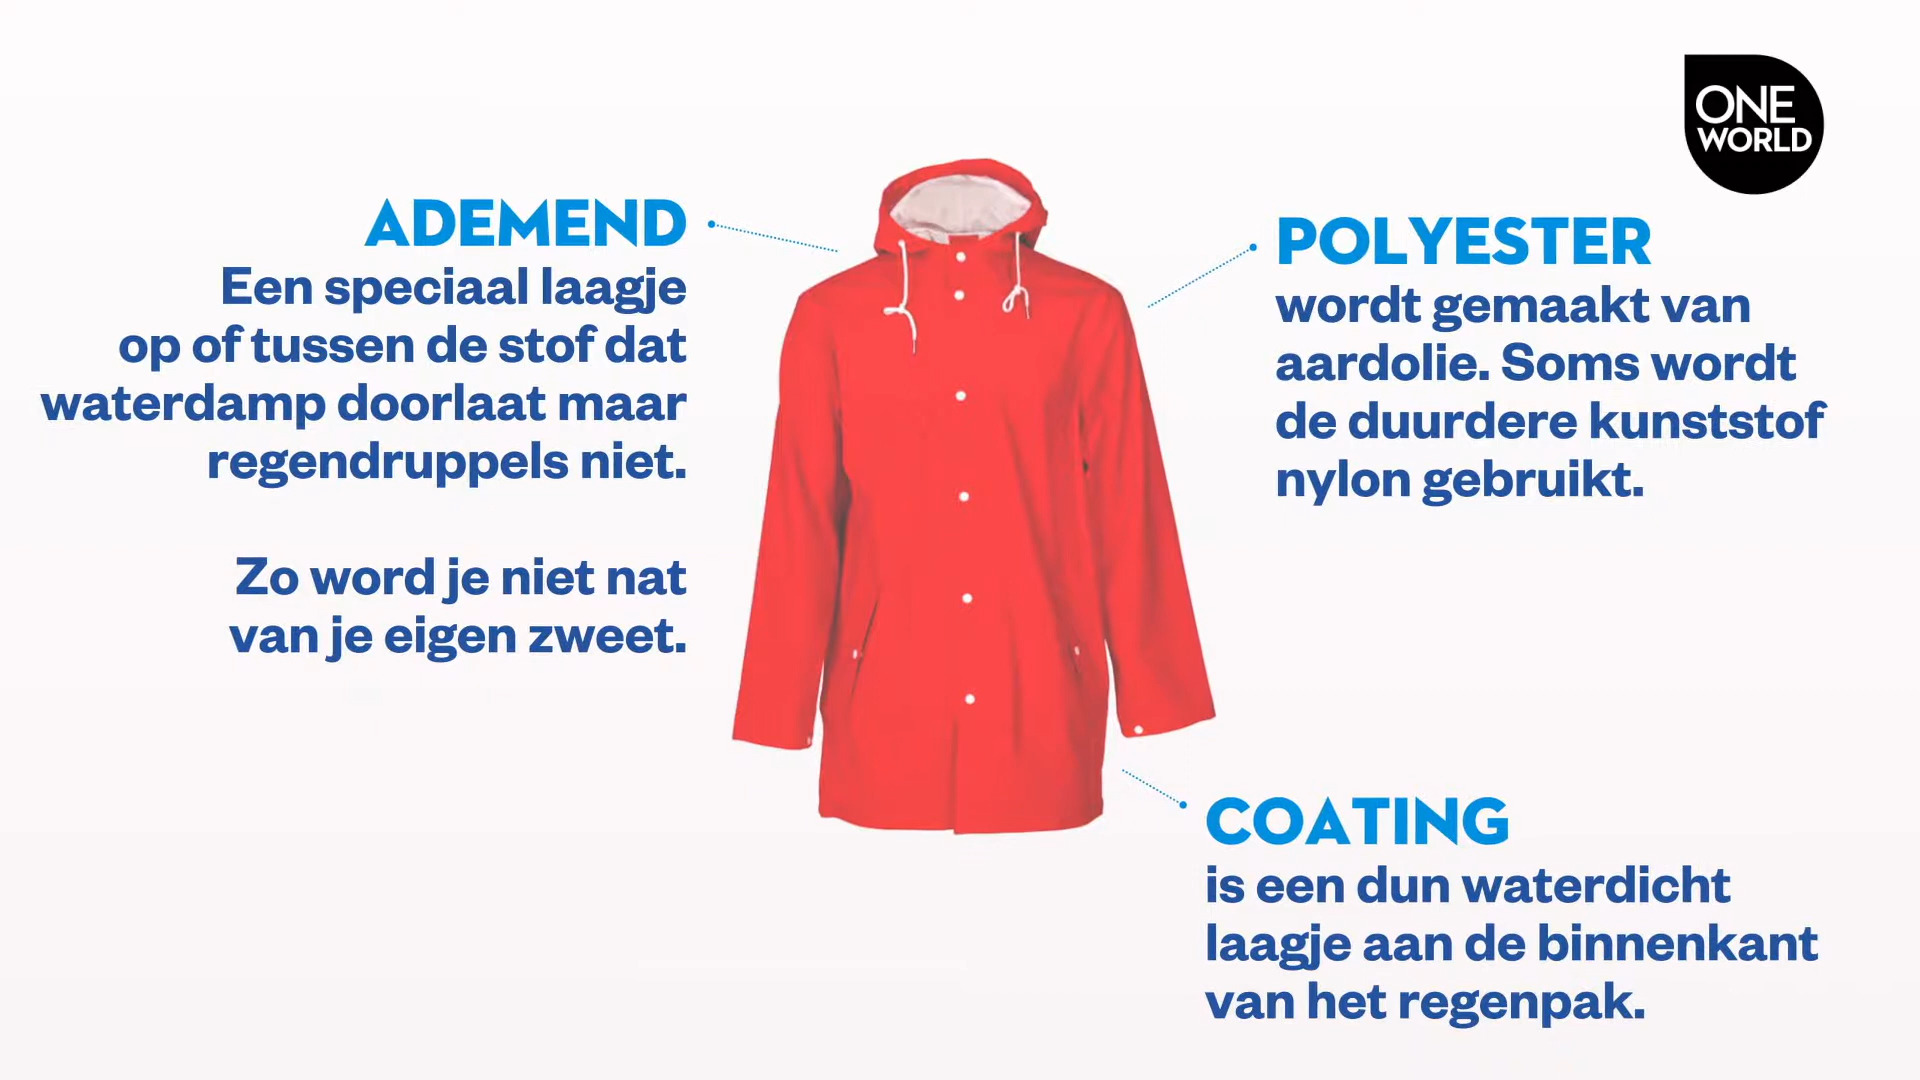 ONE
WORLD
ADEMEND
Een speciaal laagje
op of tussen de stof dat
waterdamp doorlaat maar
regendruppels niet.
Zo word je niet nat
van je eigen zweet.
POLYESTER
wordt gemaakt van
aardolie. Soms wordt
de duurdere kunststof
nylon gebruikt.
COATING
is een dun waterdicht
laagje aan de binnenkant
van het regenpak.